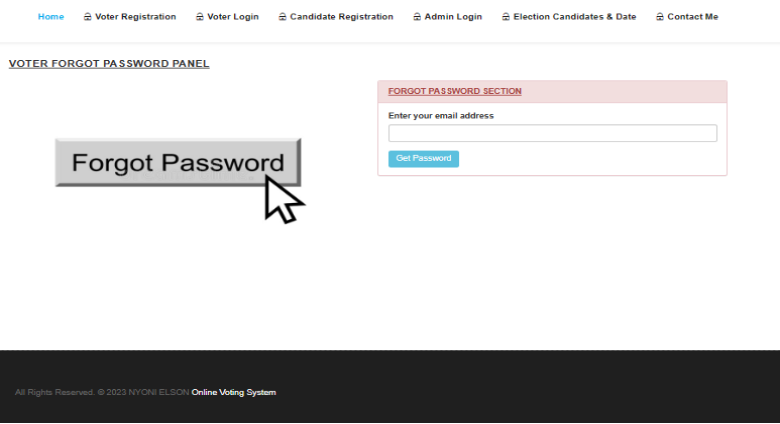 Home Voter Registration Voter Login Candidate Registration Admin Login Election Candidates & Date Contact Me
VOTER FORGOT PASSWORD PANEL
FORGOT PASSWORD SECTION
Enter your email address
Get Password
Forgot Password
All Rights Reserved. © 2023 NYONI ELSON Online Voting System